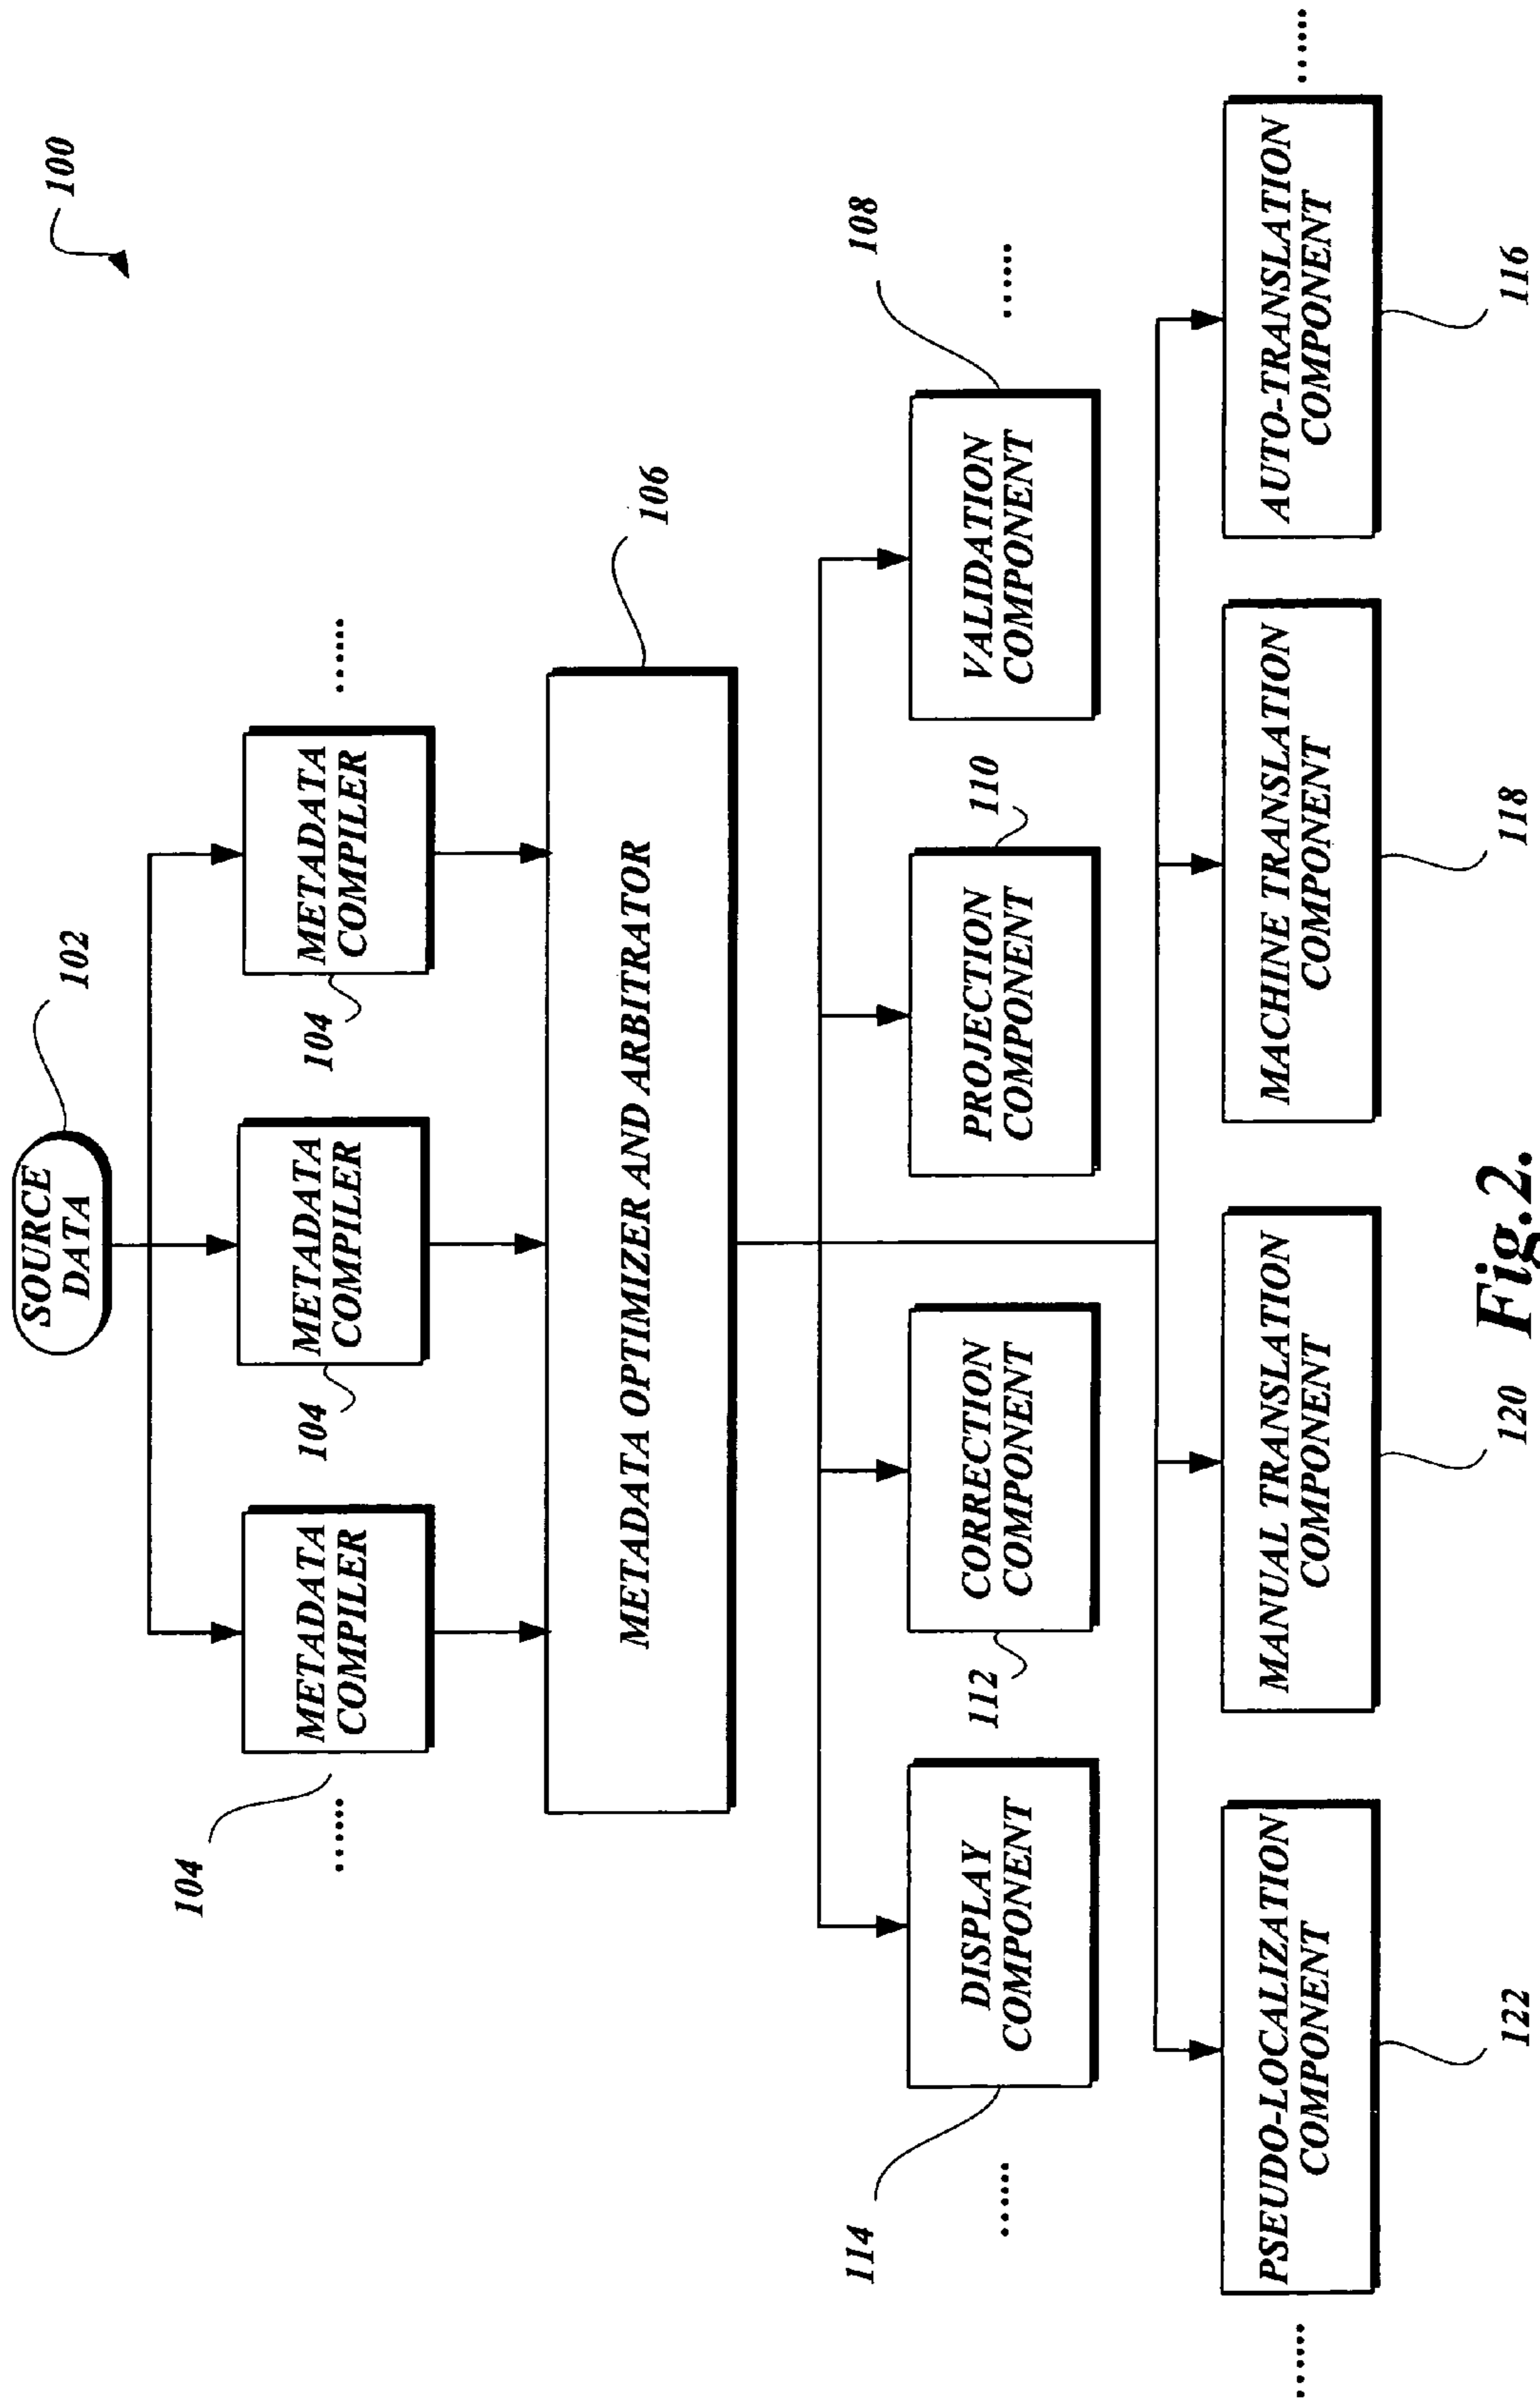 100
SOURCE
DATA
102
METADATA
COMPILER
104
METADATA
COMPILER
104
METADATA
COMPILER
104
......
......
METADATA OPTIMIZER AND ARBITRATOR
106
......
DISPLAY
COMPONENT
114
CORRECTION
COMPONENT
112
PROJECTION
COMPONENT
110
VALIDATION
COMPONENT
108
......
......
PSEUDO-LOCALIZATION
COMPONENT
122
MANUAL TRANSLATION
COMPONENT
120
MACHINE TRANSLATION
COMPONENT
118
AUTO-TRANSLATION
COMPONENT
116
......
Fig.2.